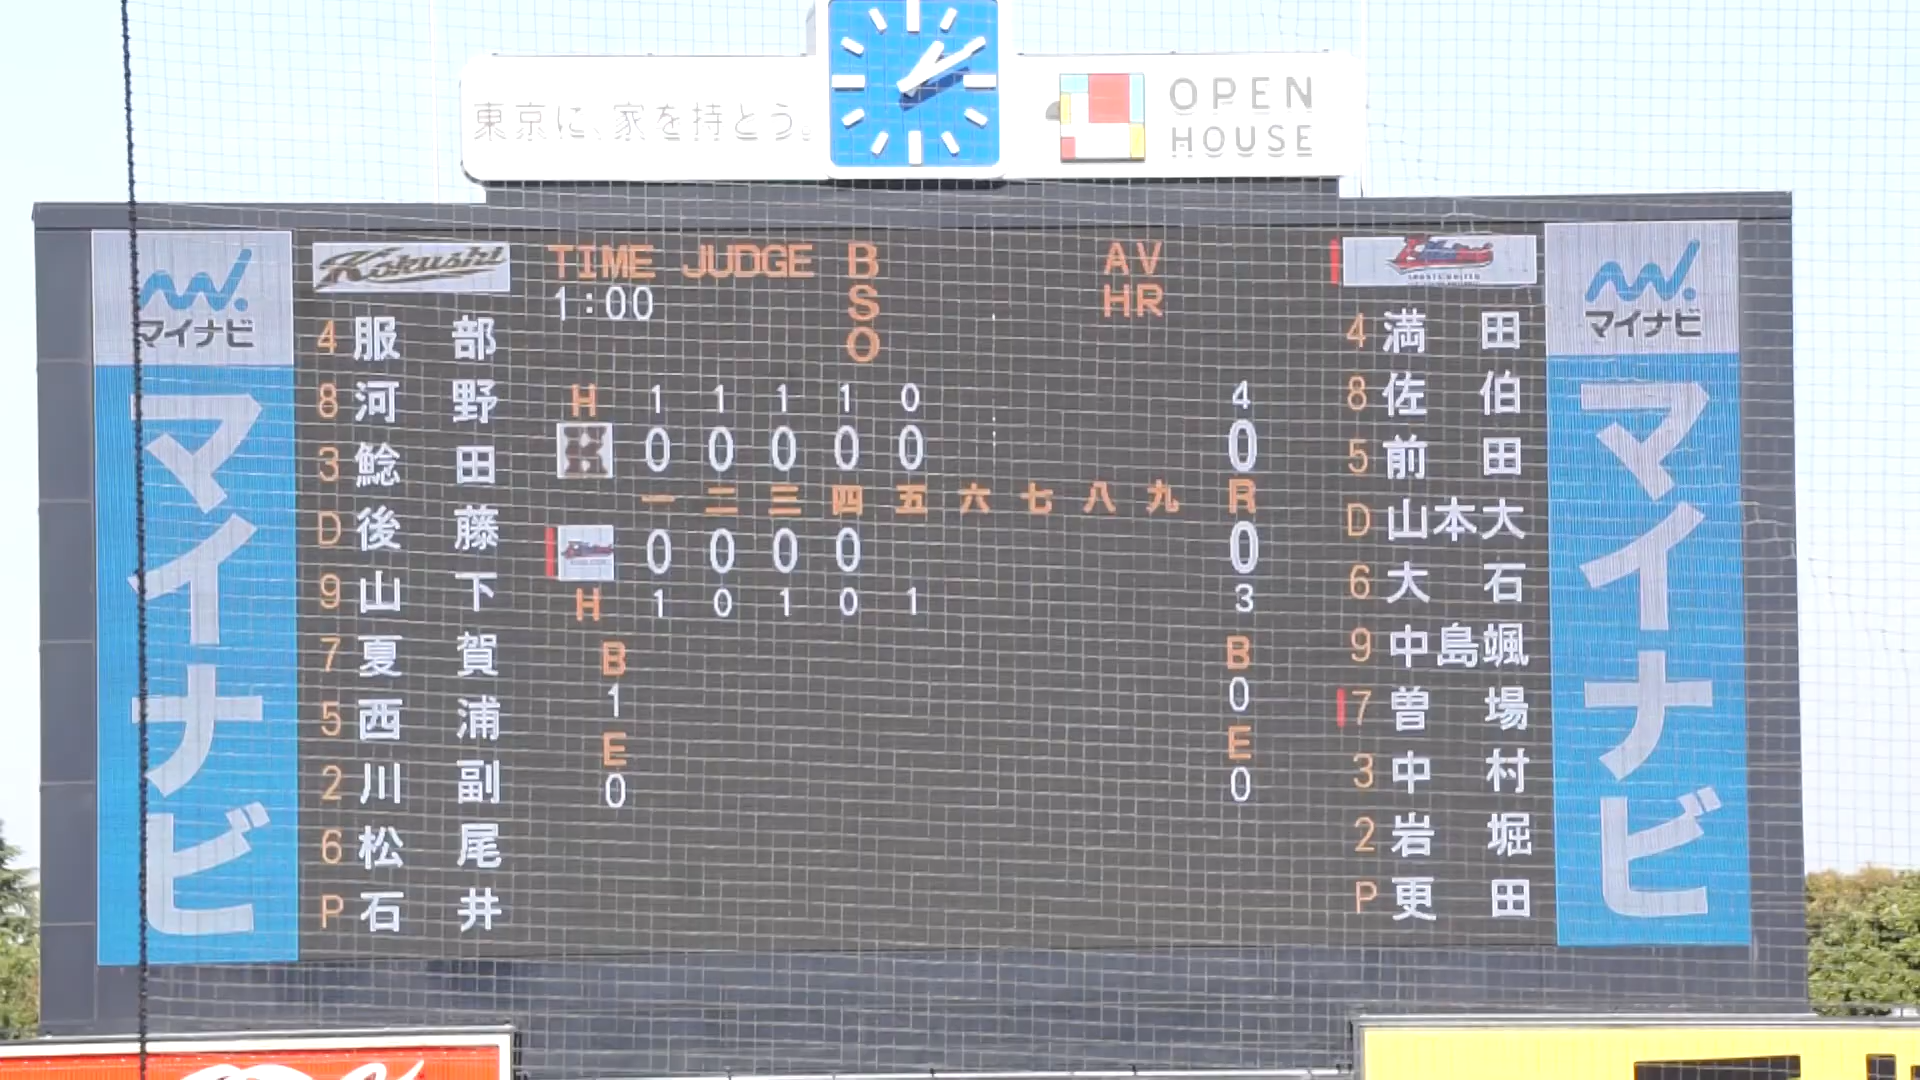 東京に、家を持とう。
OPEN
HOUSE
マイナビ
マイナビ
Kokushi
4 服部
8 河野
3 鯰田
D 後藤
9 山下
7 夏賀
5 西浦
2 川副
6 松尾
P 石井
TIME JUDGE B
1:00
S
O
AV
HR
H 1 1 1 1 0 4
K 0 0 0 0 0 0
一 二 三 四 五 六 七 八 九 R
0 0 0 0 0
H 1 0 1 0 1 3
B B
1 0
E E
0 0
4 満田
8 佐伯
5 前田
D 山本大
6 大石
9 中島颯
7 曽場
3 中村
2 岩堀
P 更田
マイナビ
マイナビ